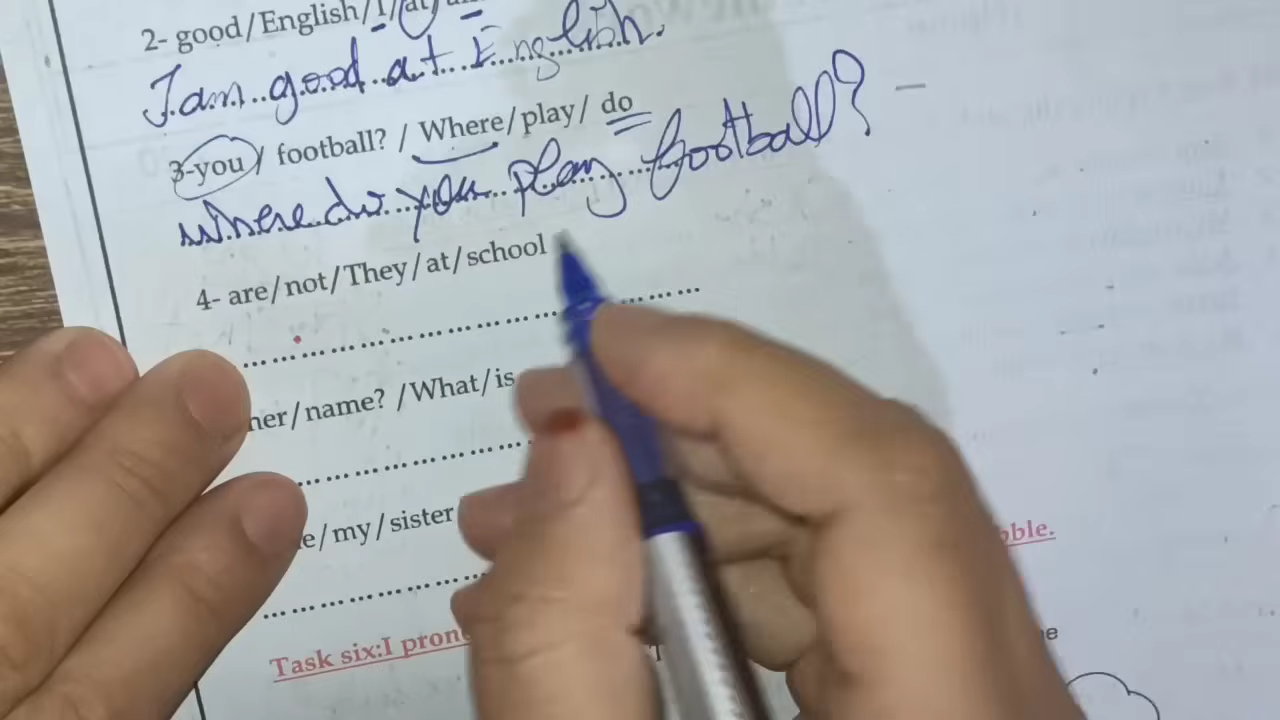 2- good/English/I/at/
I am good at English.
3-you / football? / Where/play/ do
where do you play football?
4- are/not/They/at/school
her/name? /What/is
/my/sister
Task six:I pron